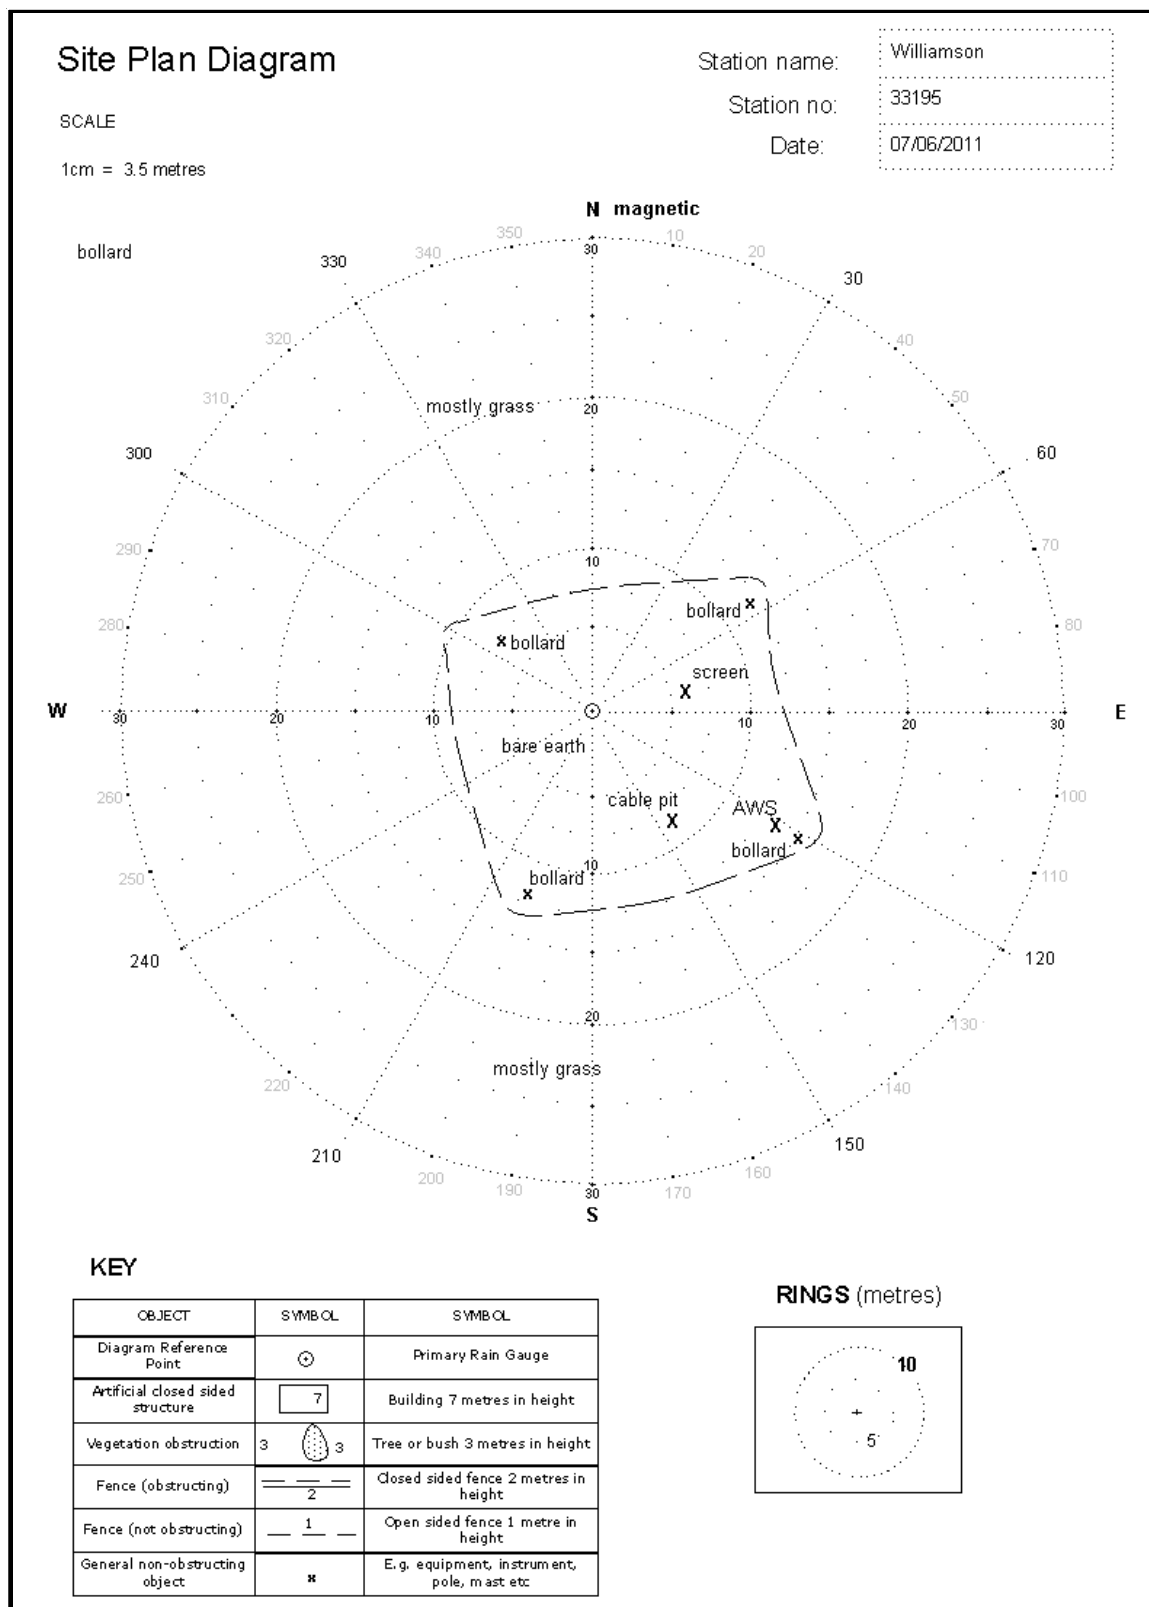 Site Plan Diagram
Station name: Williamson
Station no: 33195
Date: 07/06/2011
SCALE
1cm = 3.5 metres
N magnetic
bollard
350
30
10
340
20
330
30
320
40
310
50
mostly grass
20
300
60
290
70
10
bollard
280
80
bollard
screen
W
30
20
10
10
20
30
E
bare earth
260
100
cable pit
AWS
bollard
10
250
110
bollard
240
120
20
130
mostly grass
220
140
210
150
200
160
190
170
30
S
KEY
OBJECT SYMBOL SYMBOL
Diagram Reference
Point
Primary Rain Gauge
Artificial closed sided
structure
7
Building 7 metres in height
Vegetation obstruction
3 3
Tree or bush 3 metres in height
Fence (obstructing)
2
Closed sided fence 2 metres in
height
Fence (not obstructing)
1
Open sided fence 1 metre in
height
General non-obstructing
object
x
E.g. equipment, instrument,
pole, mast etc
RINGS (metres)
10
5